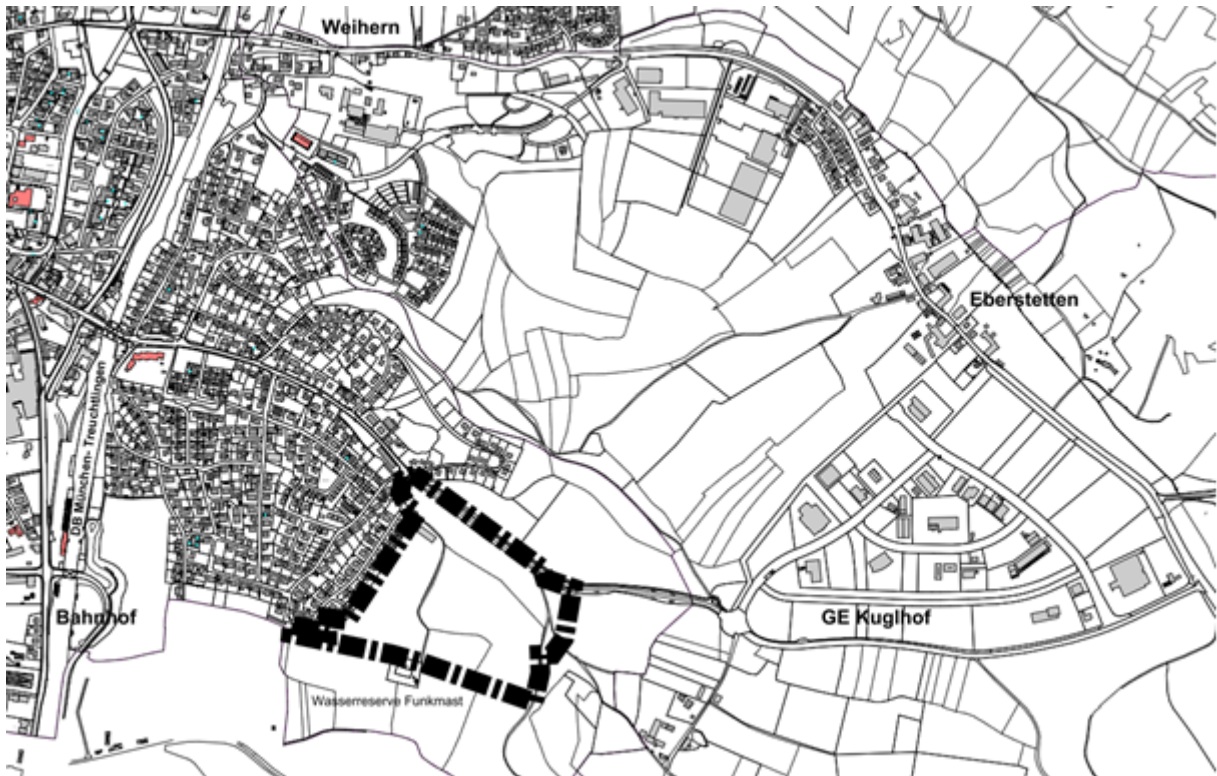 Weihern
Eberstetten
DB München- Treuchtlingen
Bahnhof
GE Kuglhof
Wasserreserve Funkmast